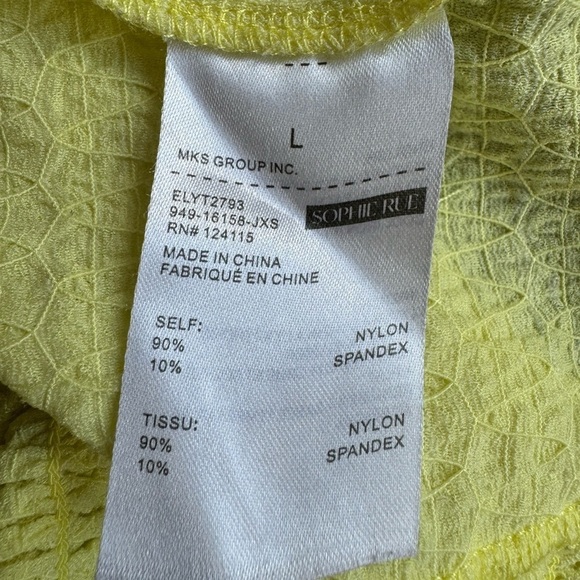 L
MKS GROUP INC.
ELYT2793
949-16158-JXS
RN# 124115
SOPHIE RUE
MADE IN CHINA
FABRIQUÉ EN CHINE
SELF:
90% NYLON
10% SPANDEX
TISSU:
90% NYLON
10% SPANDEX